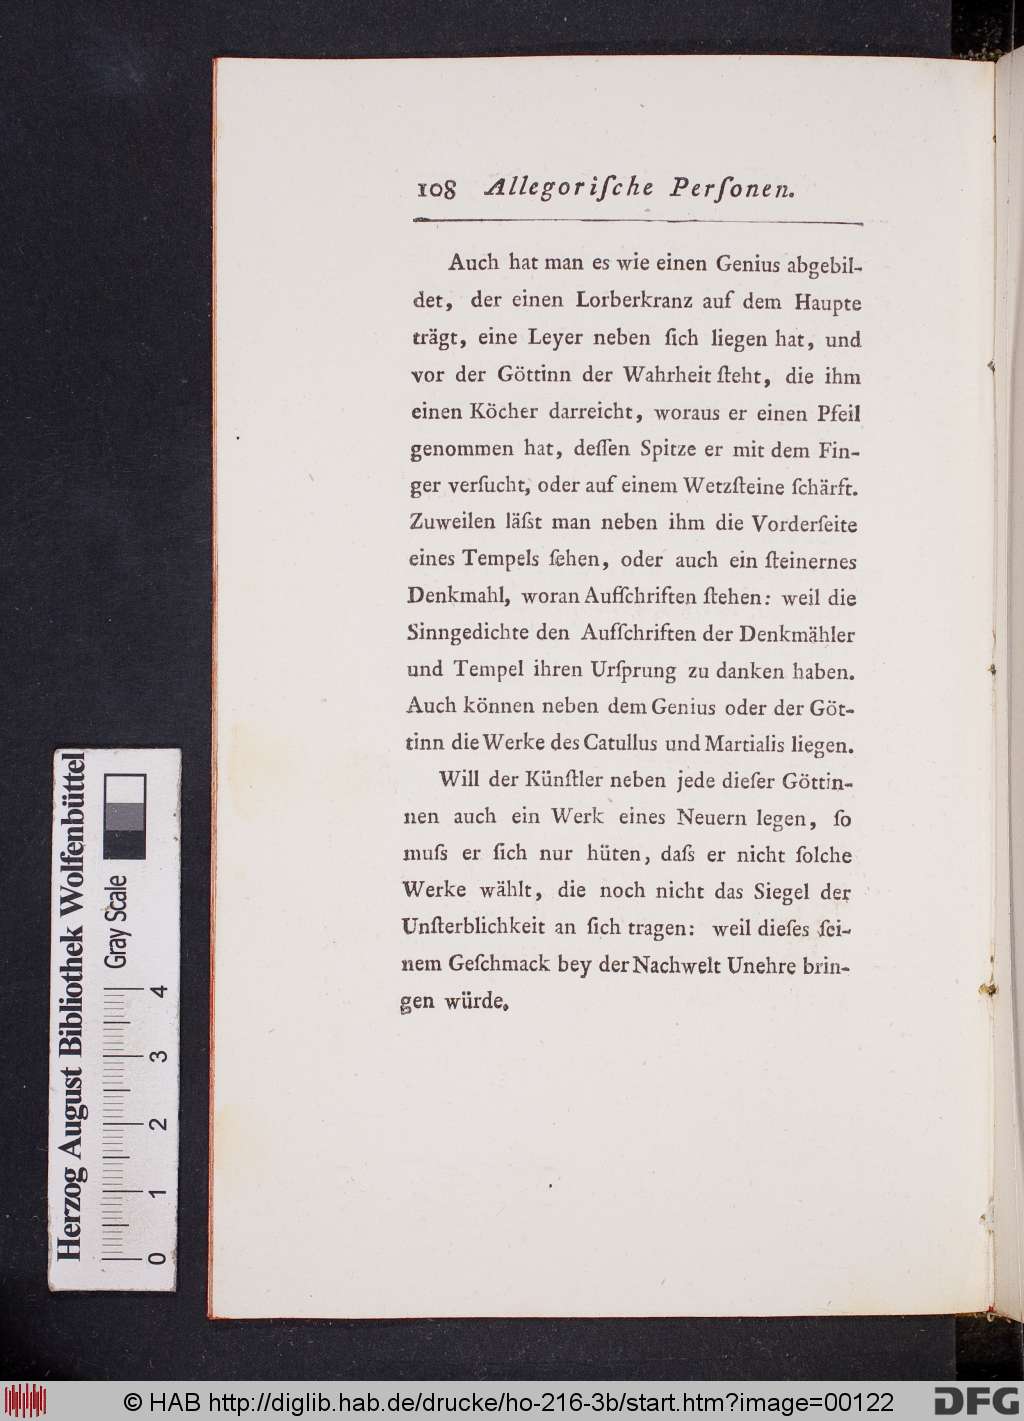 108 Allegoriſche Perſonen.
Auch hat man es wie einen Genius abgebil-
det, der einen Lorberkranz auf dem Haupte
trägt, eine Leyer neben ſich liegen hat, und
vor der Göttinn der Wahrheit ſteht, die ihm
einen Köcher darreicht, woraus er einen Pfeil
genommen hat, deſſen Spitze er mit dem Fin-
ger verſucht, oder auf einem Wetzſteine ſchärft.
Zuweilen läſst man neben ihm die Vorderſeite
eines Tempels ſehen, oder auch ein ſteinernes
Denkmahl, woran Aufſchriften ſtehen: weil die
Sinngedichte den Aufſchriften der Denkmähler
und Tempel ihren Urſprung zu danken haben.
Auch können neben dem Genius oder der Göt-
tinn die Werke des Catullus und Martialis liegen.
Will der Künſtler neben jede dieſer Göttin-
nen auch ein Werk eines Neuern legen, ſo
muſs er ſich nur hüten, daſs er nicht ſolche
Werke wählt, die noch nicht das Siegel der
Unſterblichkeit an ſich tragen: weil dieſes ſei-
nem Geſchmack bey der Nachwelt Unehre brin-
gen würde.
Herzog August Bibliothek Wolfenbüttel
Gray Scale
0 1 2 3 4
© HAB http://diglib.hab.de/drucke/ho-216-3b/start.htm?image=00122
DFG